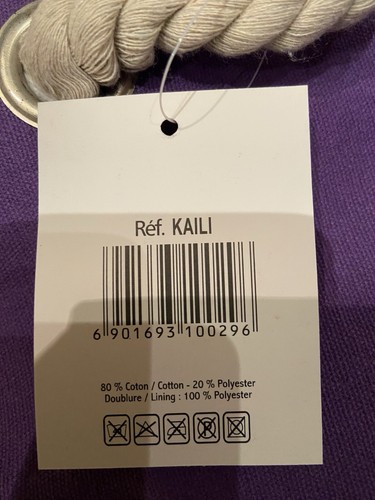 Réf. KAILI
6 901693 100296
80 % Coton / Cotton - 20 % Polyester
Doublure / Lining : 100 % Polyester